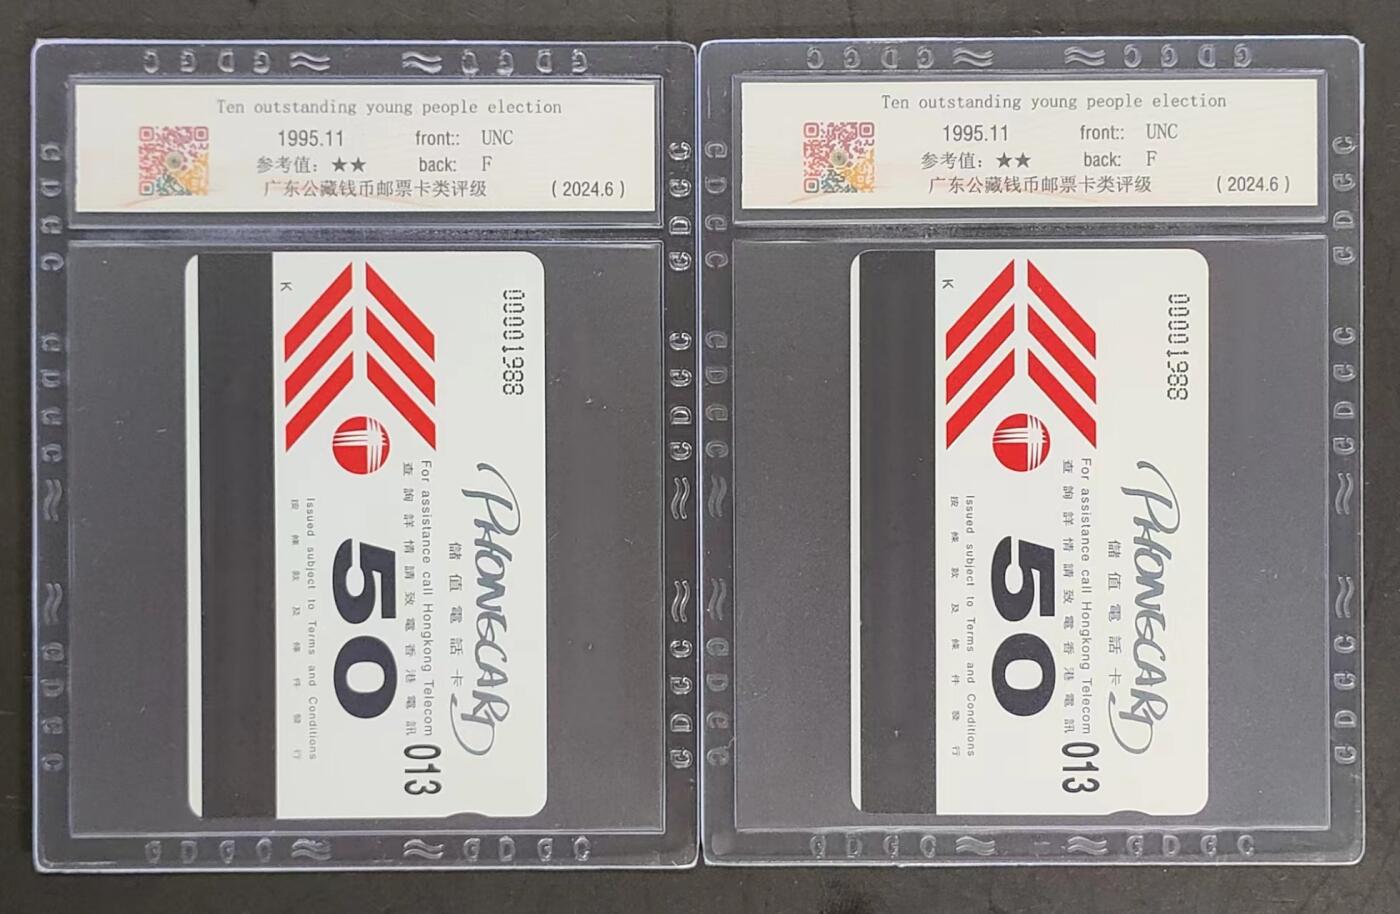 Ten outstanding young people election
1995.11 front:: UNC
参考值：★★ back: F
广东公藏钱币邮票卡类评级 （2024.6）
00001988
PHONECARD
儲值電話卡
For assistance call Hongkong Telecom
查詢詳情請致電香港電訊
013
50
Issued subject to Terms and Conditions
按條款及條件發行
K
Ten outstanding young people election
1995.11 front:: UNC
参考值：★★ back: F
广东公藏钱币邮票卡类评级 （2024.6）
00001988
PHONECARD
儲值電話卡
For assistance call Hongkong Telecom
查詢詳情請致電香港電訊
013
50
Issued subject to Terms and Conditions
按條款及條件發行
K